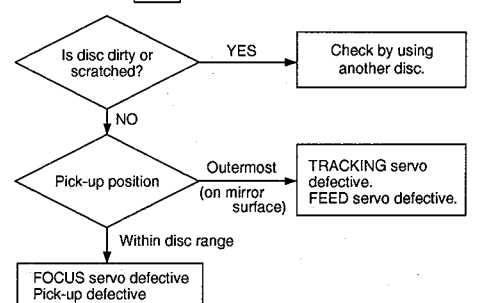 Is disc dirty or
scratched?
YES
Check by using
another disc.
NO
Pick-up position
Outermost
(on mirror
surface)
TRACKING servo
defective.
FEED servo defective.
Within disc range
FOCUS servo defective
Pick-up defective